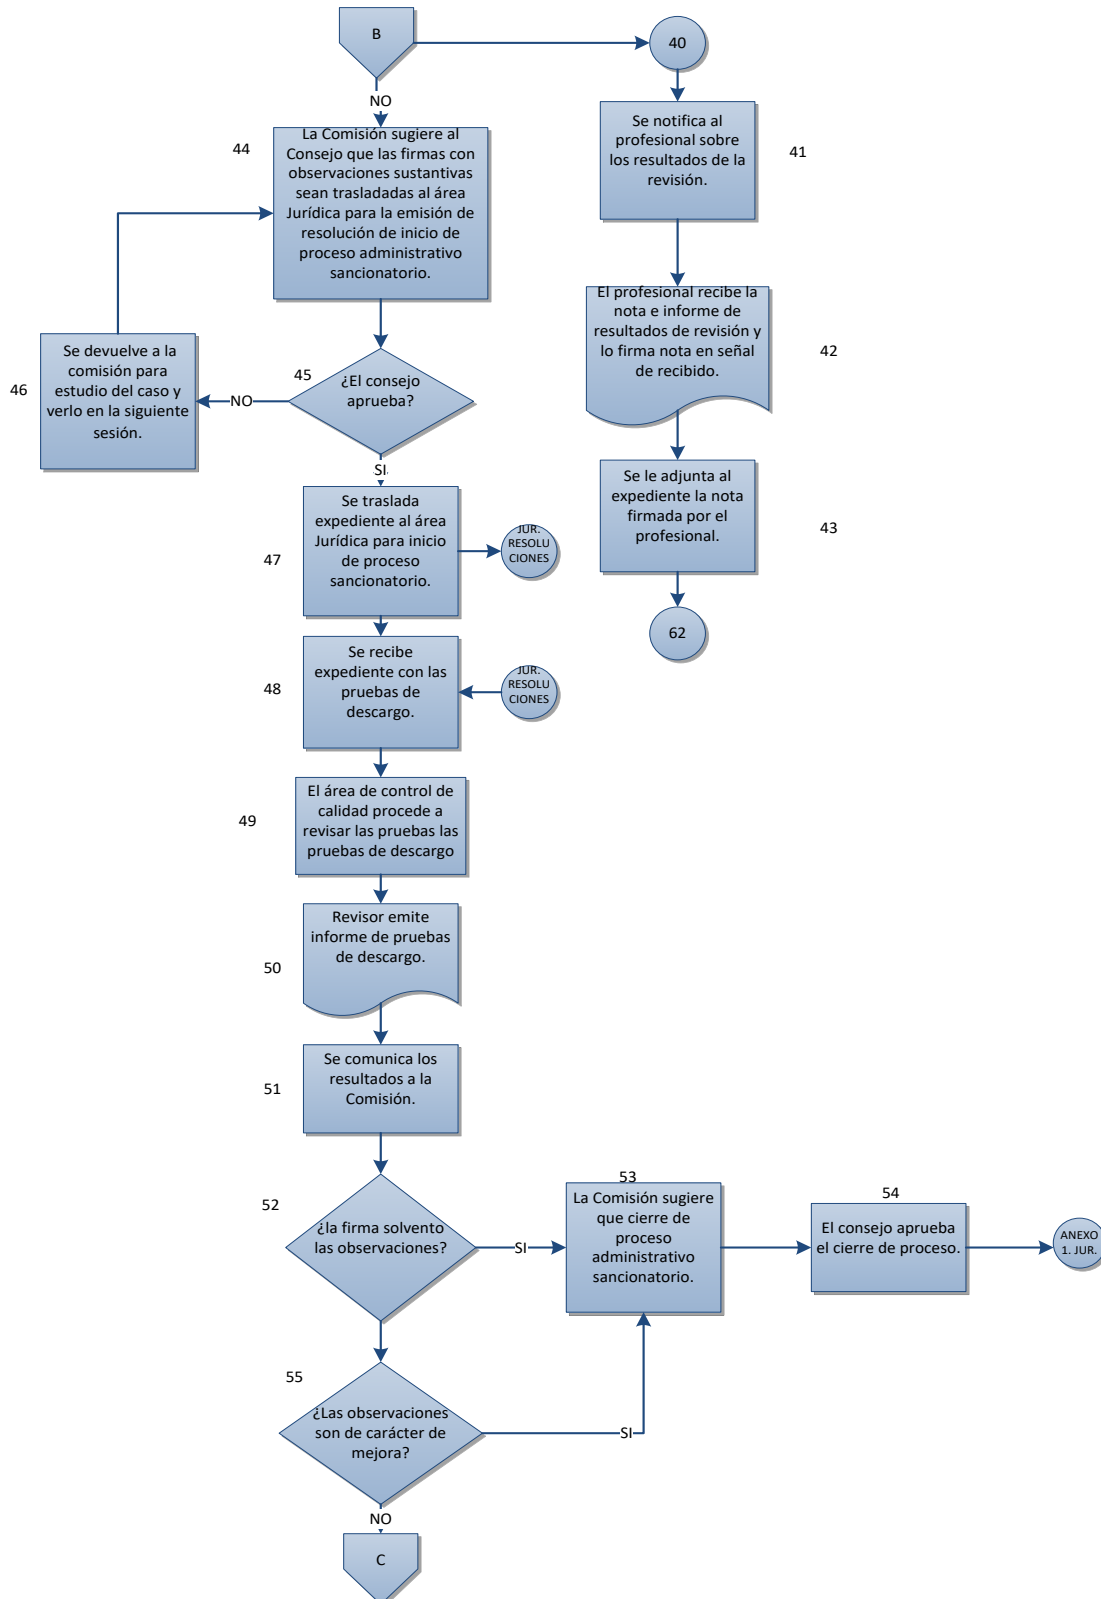 B
40
NO
44
La Comisión sugiere al
Consejo que las firmas con
observaciones sustantivas
sean trasladadas al área
Jurídica para la emisión de
resolución de inicio de
proceso administrativo
sancionatorio.
Se notifica al
profesional sobre
los resultados de la
revisión.
41
El profesional recibe la
nota e informe de
resultados de revisión y
lo firma nota en señal
de recibido.
42
46
Se devuelve a la
comisión para
estudio del caso y
verlo en la siguiente
sesión.
NO
45
¿El consejo
aprueba?
SI
Se le adjunta al
expediente la nota
firmada por el
profesional.
43
62
47
Se traslada
expediente al área
Jurídica para inicio
de proceso
sancionatorio.
JUR.
RESOLU
CIONES
48
Se recibe
expediente con las
pruebas de
descargo.
JUR.
RESOLU
CIONES
49
El área de control de
calidad procede a
revisar las pruebas las
pruebas de descargo
50
Revisor emite
informe de pruebas
de descargo.
51
Se comunica los
resultados a la
Comisión.
52
¿la firma solvento
las observaciones?
SI
53
La Comisión sugiere
que cierre de
proceso
administrativo
sancionatorio.
54
El consejo aprueba
el cierre de proceso.
ANEXO
1. JUR.
55
¿Las observaciones
son de carácter de
mejora?
SI
NO
C